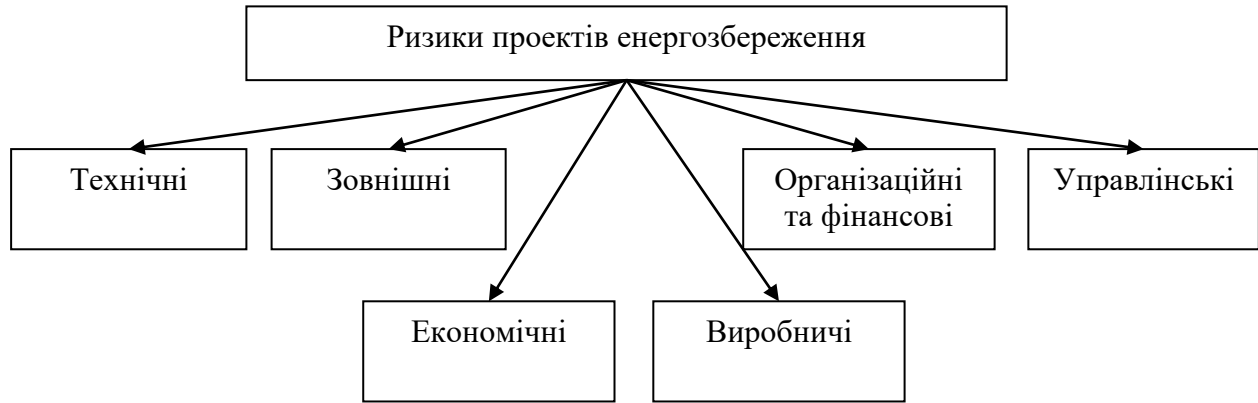 Ризики проектів енергозбереження
Технічні
Зовнішні
Організаційні
та фінансові
Управлінські
Економічні
Виробничі